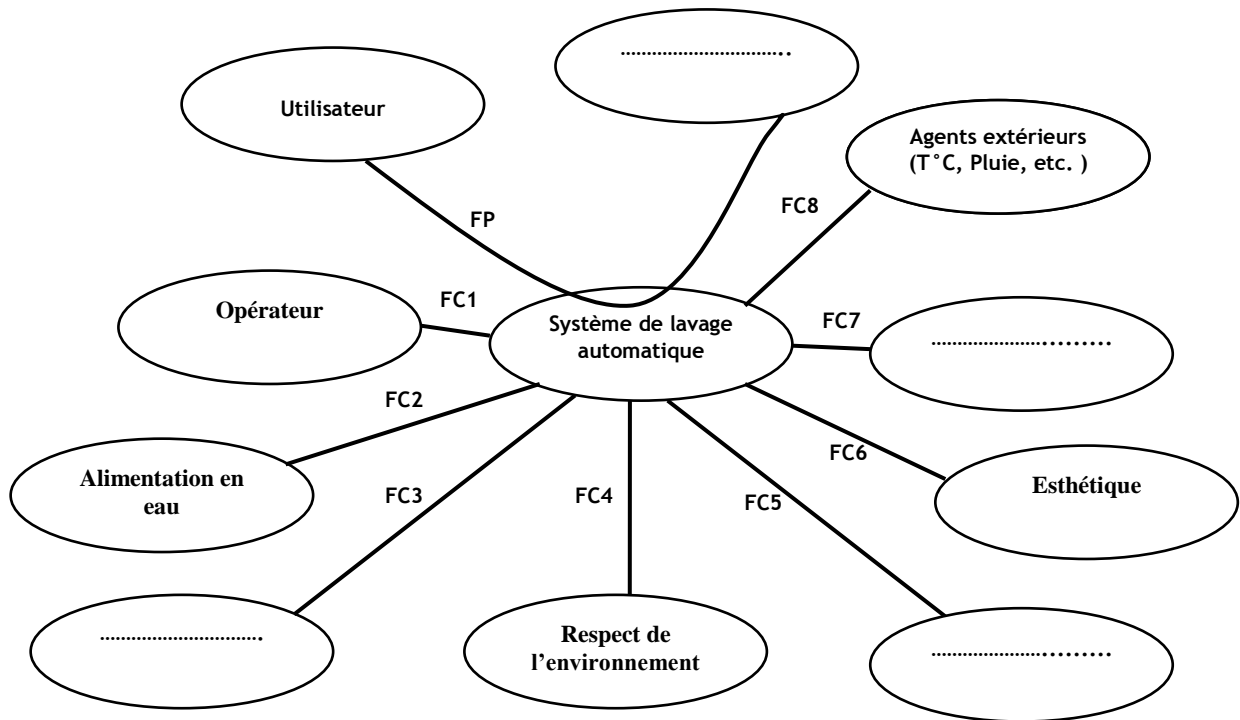 ................................
Utilisateur
Agents extérieurs
(T°C, Pluie, etc. )
FC8
FP
Opérateur
FC1
Système de lavage
automatique
FC7
................................
FC2
FC6
Alimentation en
eau
FC3
FC4
FC5
Esthétique
................................
Respect de
l’environnement
................................